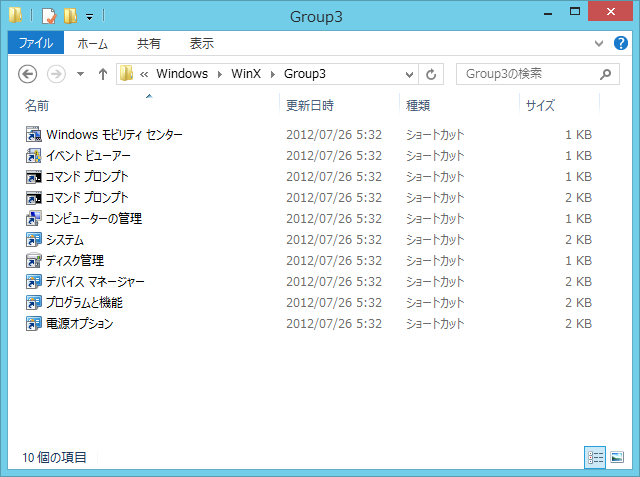 Group3
ファイル ホーム 共有 表示
« Windows WinX Group3 Group3の検索
名前 更新日時 種類 サイズ
Windows モビリティ センター 2012/07/26 5:32 ショートカット 1 KB
イベント ビューアー 2012/07/26 5:32 ショートカット 1 KB
コマンド プロンプト 2012/07/26 5:32 ショートカット 1 KB
コマンド プロンプト 2012/07/26 5:32 ショートカット 2 KB
コンピューターの管理 2012/07/26 5:32 ショートカット 1 KB
システム 2012/07/26 5:32 ショートカット 2 KB
ディスク管理 2012/07/26 5:32 ショートカット 1 KB
デバイス マネージャー 2012/07/26 5:32 ショートカット 2 KB
プログラムと機能 2012/07/26 5:32 ショートカット 2 KB
電源オプション 2012/07/26 5:32 ショートカット 2 KB
10 個の項目